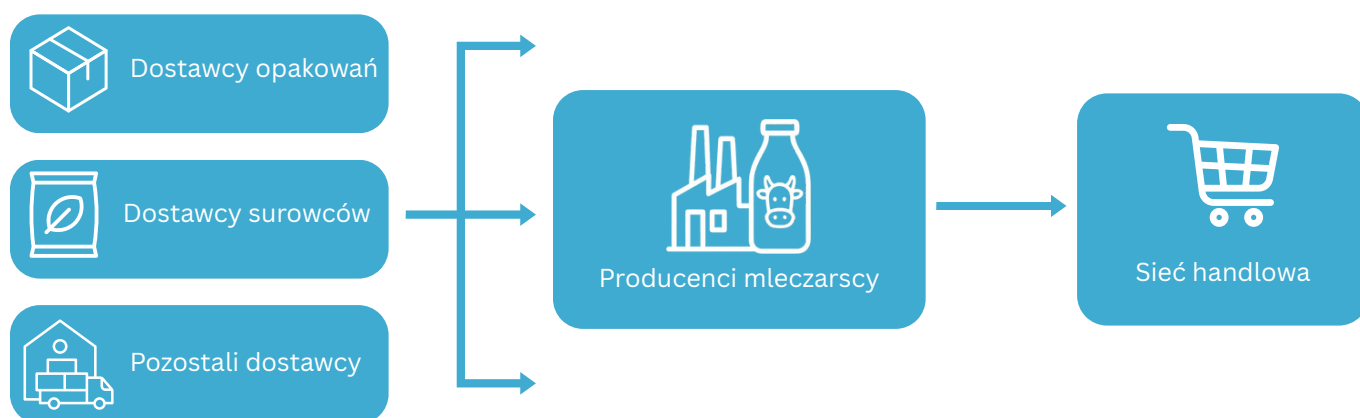 Dostawcy opakowań
Dostawcy surowców
Pozostali dostawcy
Producenci mleczarscy
Sieć handlowa